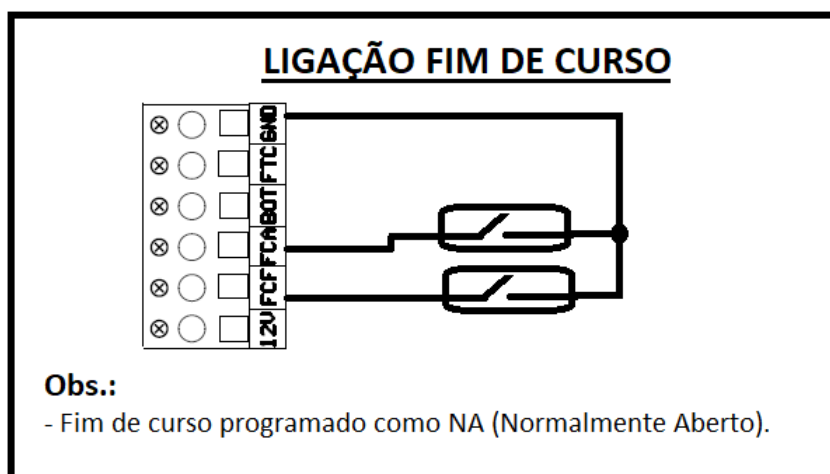 LIGAÇÃO FIM DE CURSO
GND
FTC
BOT
FCA
FCF
12V
Obs.:
- Fim de curso programado como NA (Normalmente Aberto).